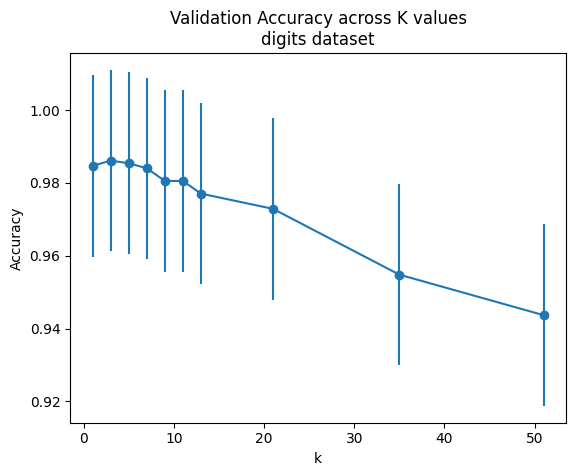 Validation Accuracy across K values
digits dataset
Accuracy
1.00
0.98
0.96
0.94
0.92
0 10 20 30 40 50
k